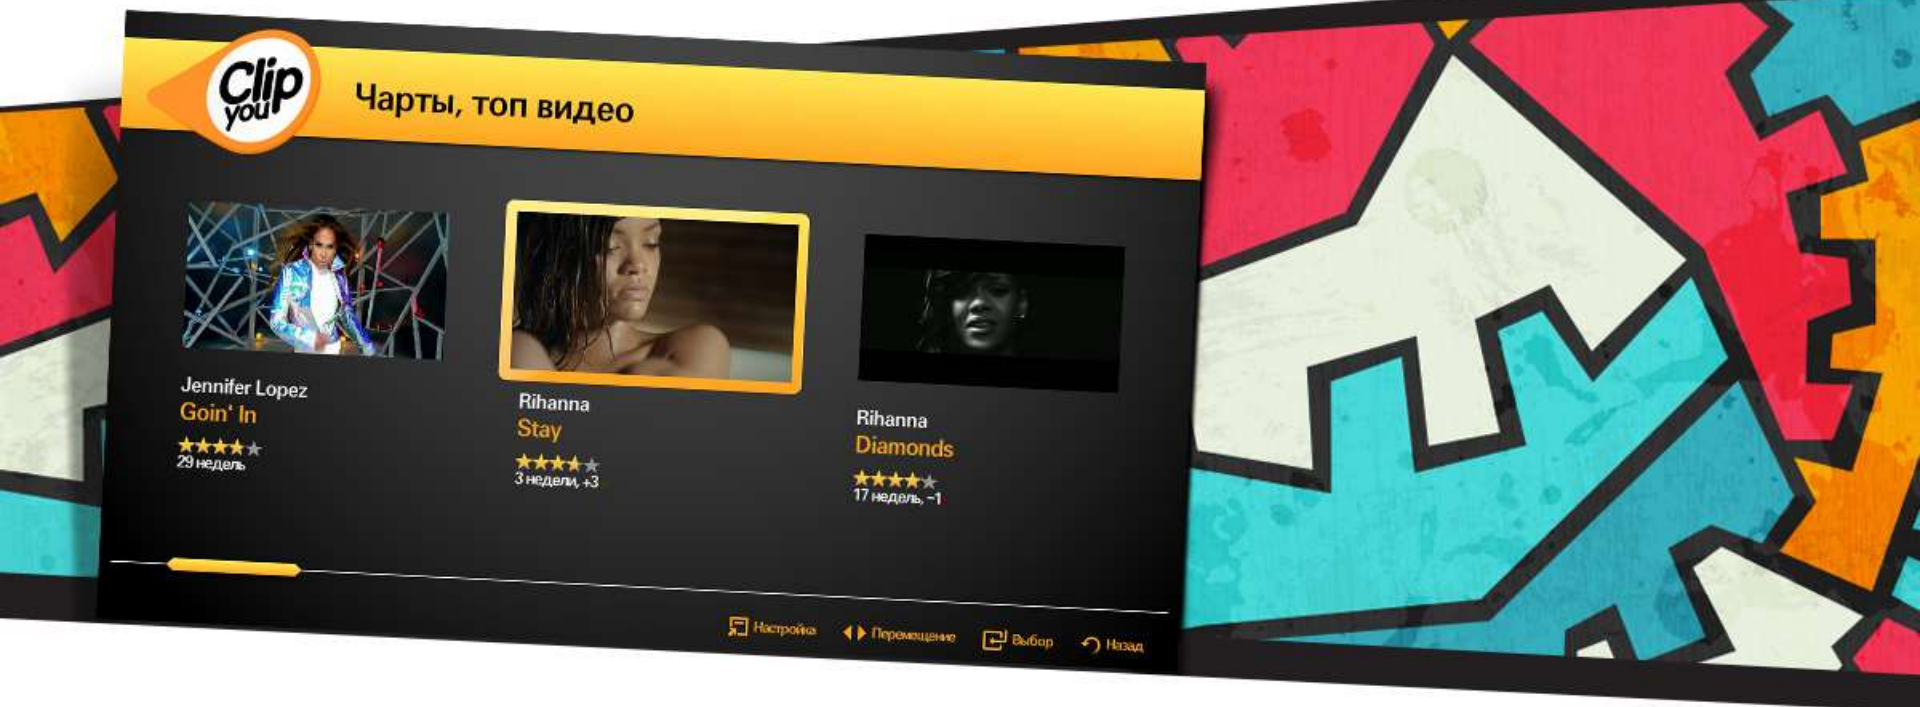 Clip
you
Чарты, топ видео
Jennifer Lopez
Goin' In
29 недель
Rihanna
Stay
3 недели, +3
Rihanna
Diamonds
17 недель, −1
Настройка
Перемещение
Выбор
Назад